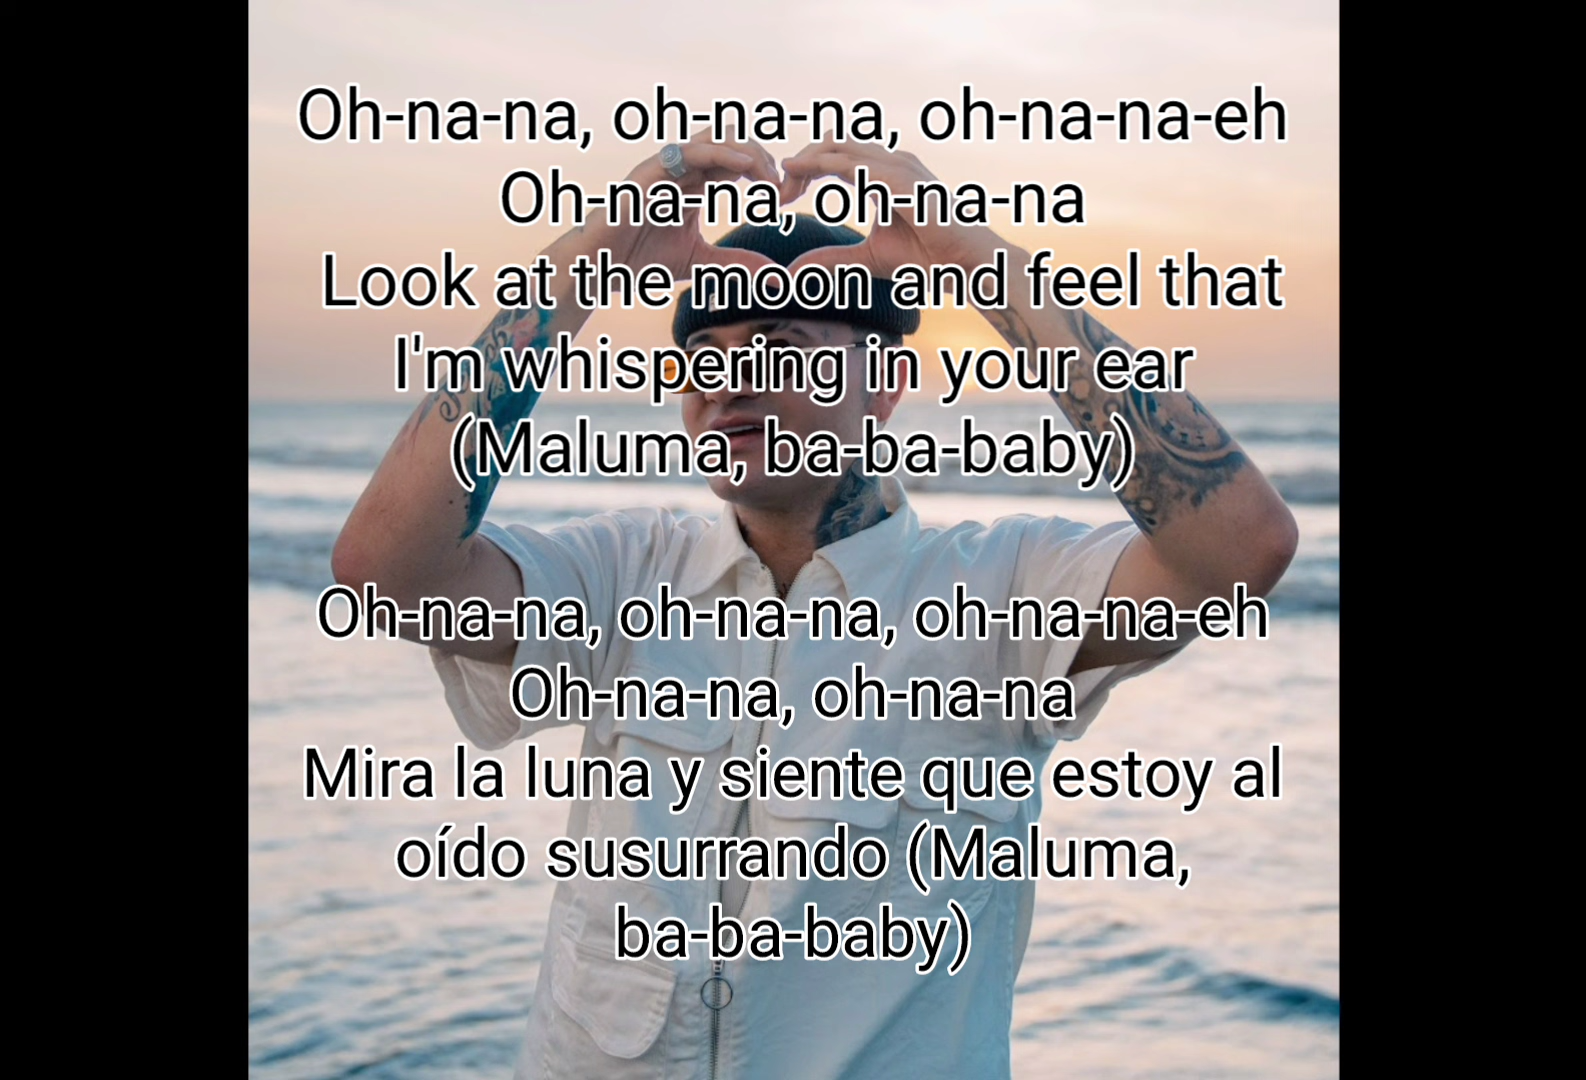 Oh-na-na, oh-na-na, oh-na-na-eh
Oh-na-na, oh-na-na
Look at the moon and feel that
I'm whispering in your ear
(Maluma, ba-ba-baby)
Oh-na-na, oh-na-na, oh-na-na-eh
Oh-na-na, oh-na-na
Mira la luna y siente que estoy al
oído susurrando (Maluma,
ba-ba-baby)